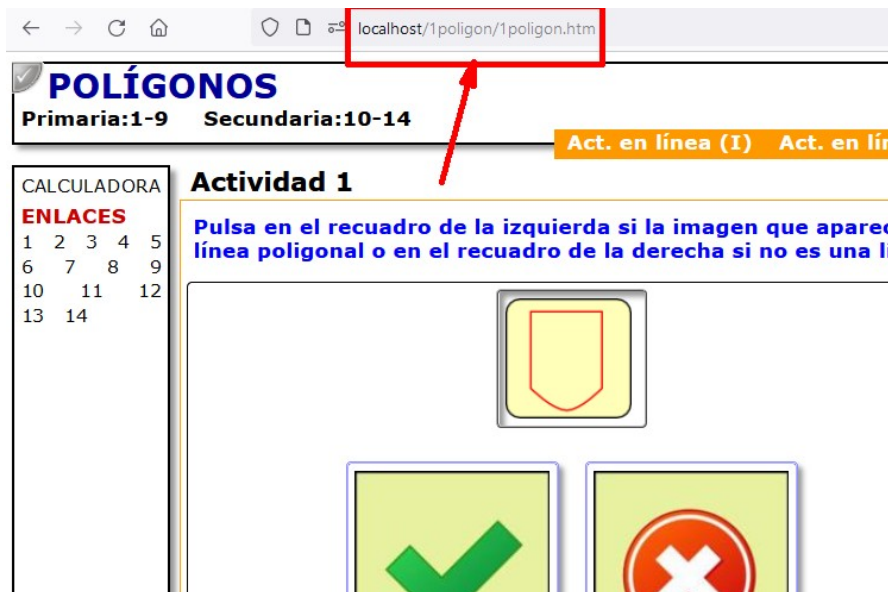 localhost/1poligon/1poligon.htm
POLÍGONOS
Primaria:1-9 Secundaria:10-14
Act. en línea (I) Act. en lín
CALCULADORA
ENLACES
1 2 3 4 5
6 7 8 9
10 11 12
13 14
Actividad 1
Pulsa en el recuadro de la izquierda si la imagen que aparec
línea poligonal o en el recuadro de la derecha si no es una li